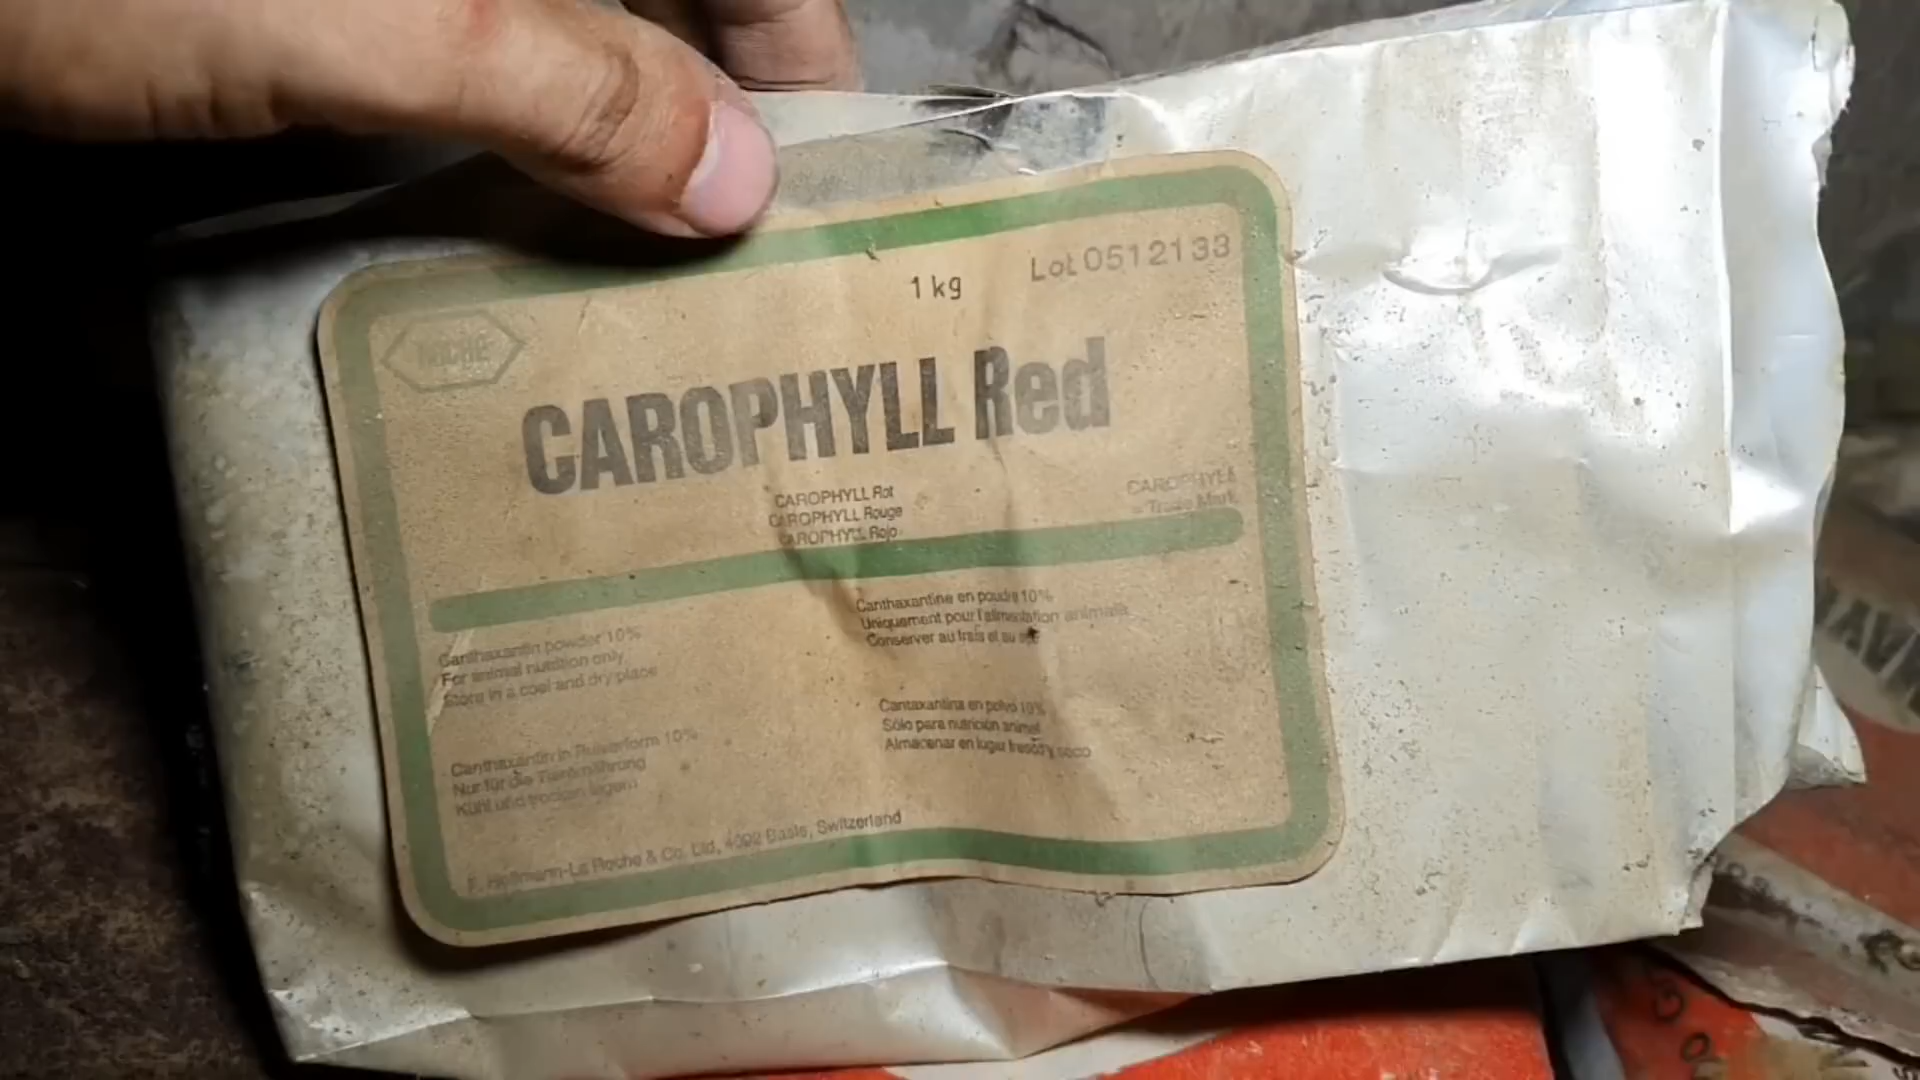 1 kg
Lot 0512133
ROCHE
CAROPHYLL Red
CAROPHYLL Rot
CAROPHYLL Rouge
CAROPHYLL Rojo
CAROPHYLL
= Trade Mark
Canthaxantin powder 10%
For animal nutrition only
Store in a cool and dry place
Canthaxantin in Pulverform 10%
Nur für die Tierernährung
Kühl und trocken lagern
Canthaxantine en poudre 10%
Uniquement pour l'alimentation animale
Conserver au frais et au sec
Cantaxantina en polvo 10%
Sólo para nutrición animal
Almacenar en lugar fresco y seco
F. Hoffmann-La Roche & Co. Ltd, 4002 Basle, Switzerland